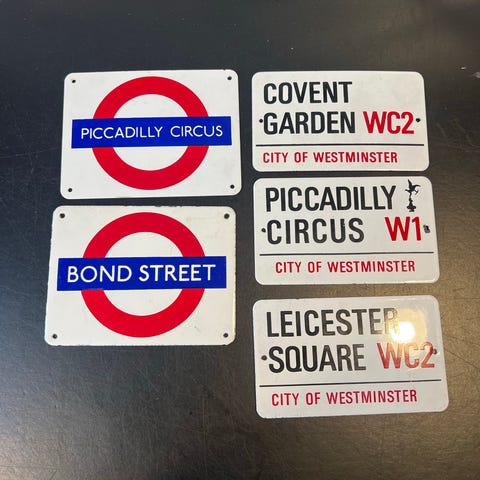 PICCADILLY CIRCUS
BOND STREET
COVENT
GARDEN WC2
CITY OF WESTMINSTER
PICCADILLY
CIRCUS W1
CITY OF WESTMINSTER
LEICESTER
SQUARE WC2
CITY OF WESTMINSTER